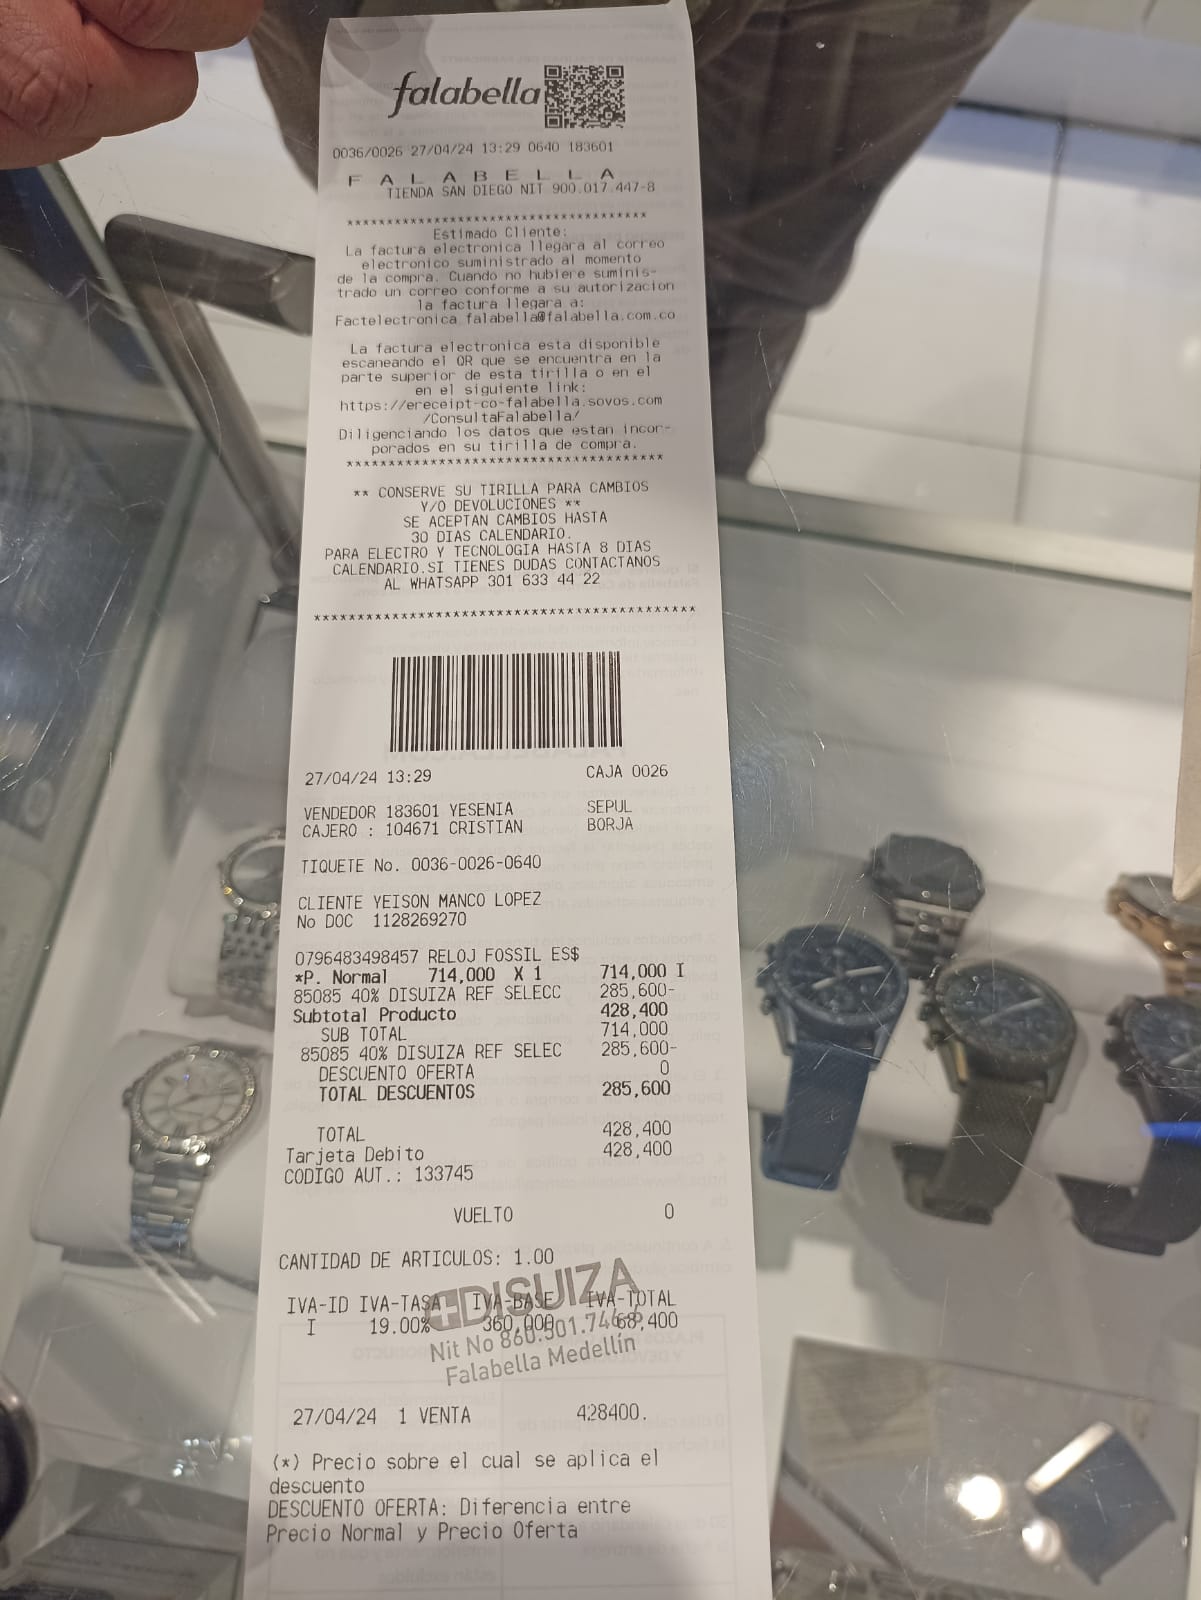 falabella
0036/0026 27/04/24 13:29 0640 183601
F A L A B E L L A
TIENDA SAN DIEGO NIT 900.017.447-8
**************************************
Estimado Cliente:
La factura electronica llegara al correo
electronico suministrado al momento
de la compra. Cuando no hubiere suminis-
trado un correo conforme a su autorizacion
la factura llegara a:
Factelectronica_falabella@falabella.com.co
La factura electronica esta disponible
escaneando el QR que se encuentra en la
parte superior de esta tirilla o en el
en el siguiente link:
https://ereceipt-co-falabella.sovos.com
/ConsultaFalabella/
Diligenciando los datos que estan incor-
porados en su tirilla de compra.
**************************************
** CONSERVE SU TIRILLA PARA CAMBIOS
Y/O DEVOLUCIONES **
SE ACEPTAN CAMBIOS HASTA
30 DIAS CALENDARIO.
PARA ELECTRO Y TECNOLOGIA HASTA 8 DIAS
CALENDARIO.SI TIENES DUDAS CONTACTANOS
AL WHATSAPP 301 633 44 22
********************************************
27/04/24 13:29 CAJA 0026
VENDEDOR 183601 YESENIA SEPUL
CAJERO : 104671 CRISTIAN BORJA
TIQUETE No. 0036-0026-0640
CLIENTE YEISON MANCO LOPEZ
No DOC 1128269270
0796483498457 RELOJ FOSSIL ES$
*P. Normal 714,000 X 1 714,000 I
85085 40% DISUIZA REF SELECC 285,600-
Subtotal Producto 428,400
SUB TOTAL 714,000
85085 40% DISUIZA REF SELEC 285,600-
DESCUENTO OFERTA 0
TOTAL DESCUENTOS 285,600
TOTAL 428,400
Tarjeta Debito 428,400
CODIGO AUT.: 133745
VUELTO 0
CANTIDAD DE ARTICULOS: 1.00
DISUIZA
IVA-ID IVA-TASA IVA-BASE IVA-TOTAL
I 19.00% 360,000 68,400
Nit No
Falabella Medellín
27/04/24 1 VENTA 428400.
(*) Precio sobre el cual se aplica el
descuento
DESCUENTO OFERTA: Diferencia entre
Precio Normal y Precio Oferta